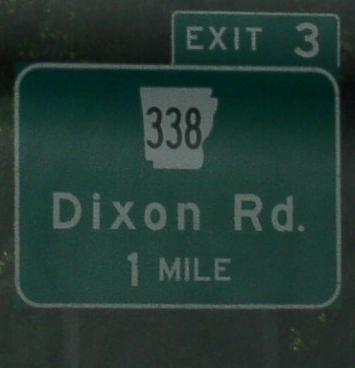 EXIT 3
338
Dixon Rd.
1 MILE